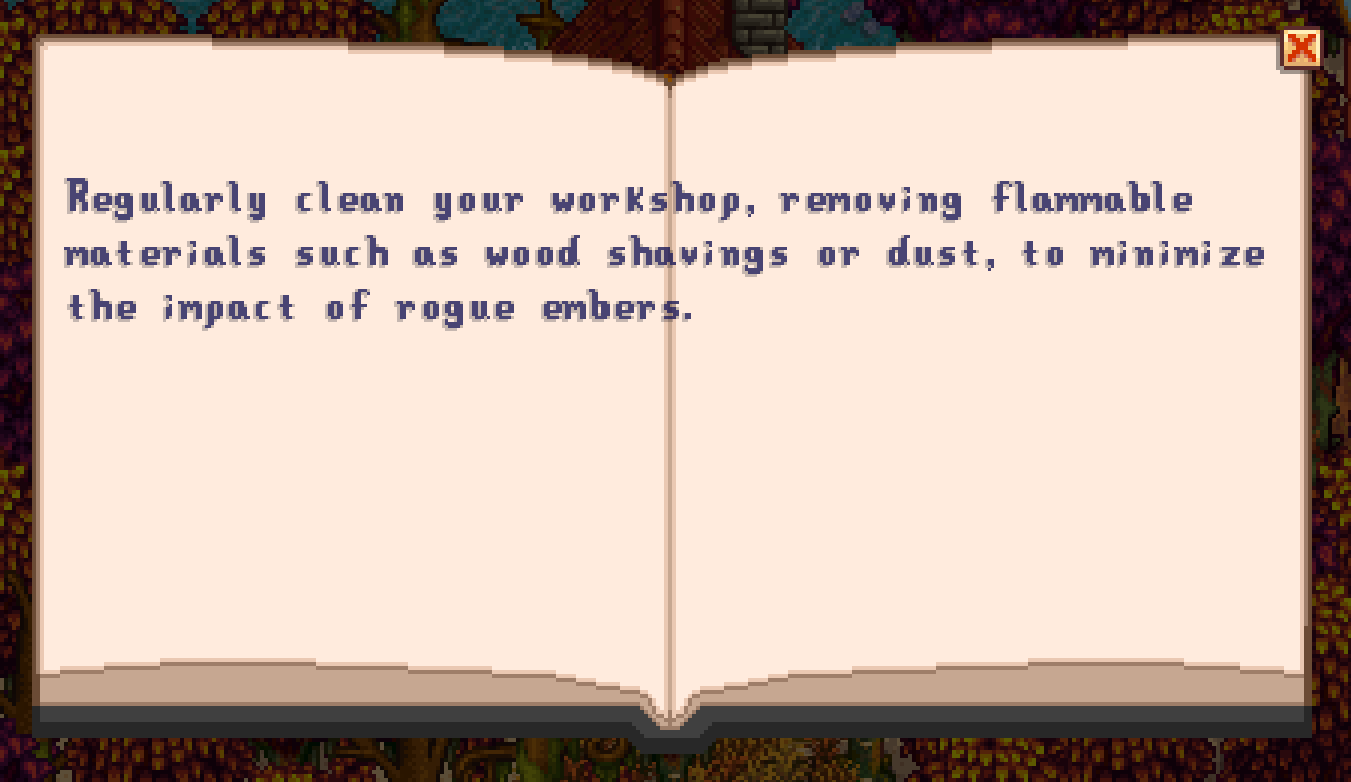 Regularly clean your workshop, removing flammable
materials such as wood shavings or dust, to minimize
the impact of rogue embers.